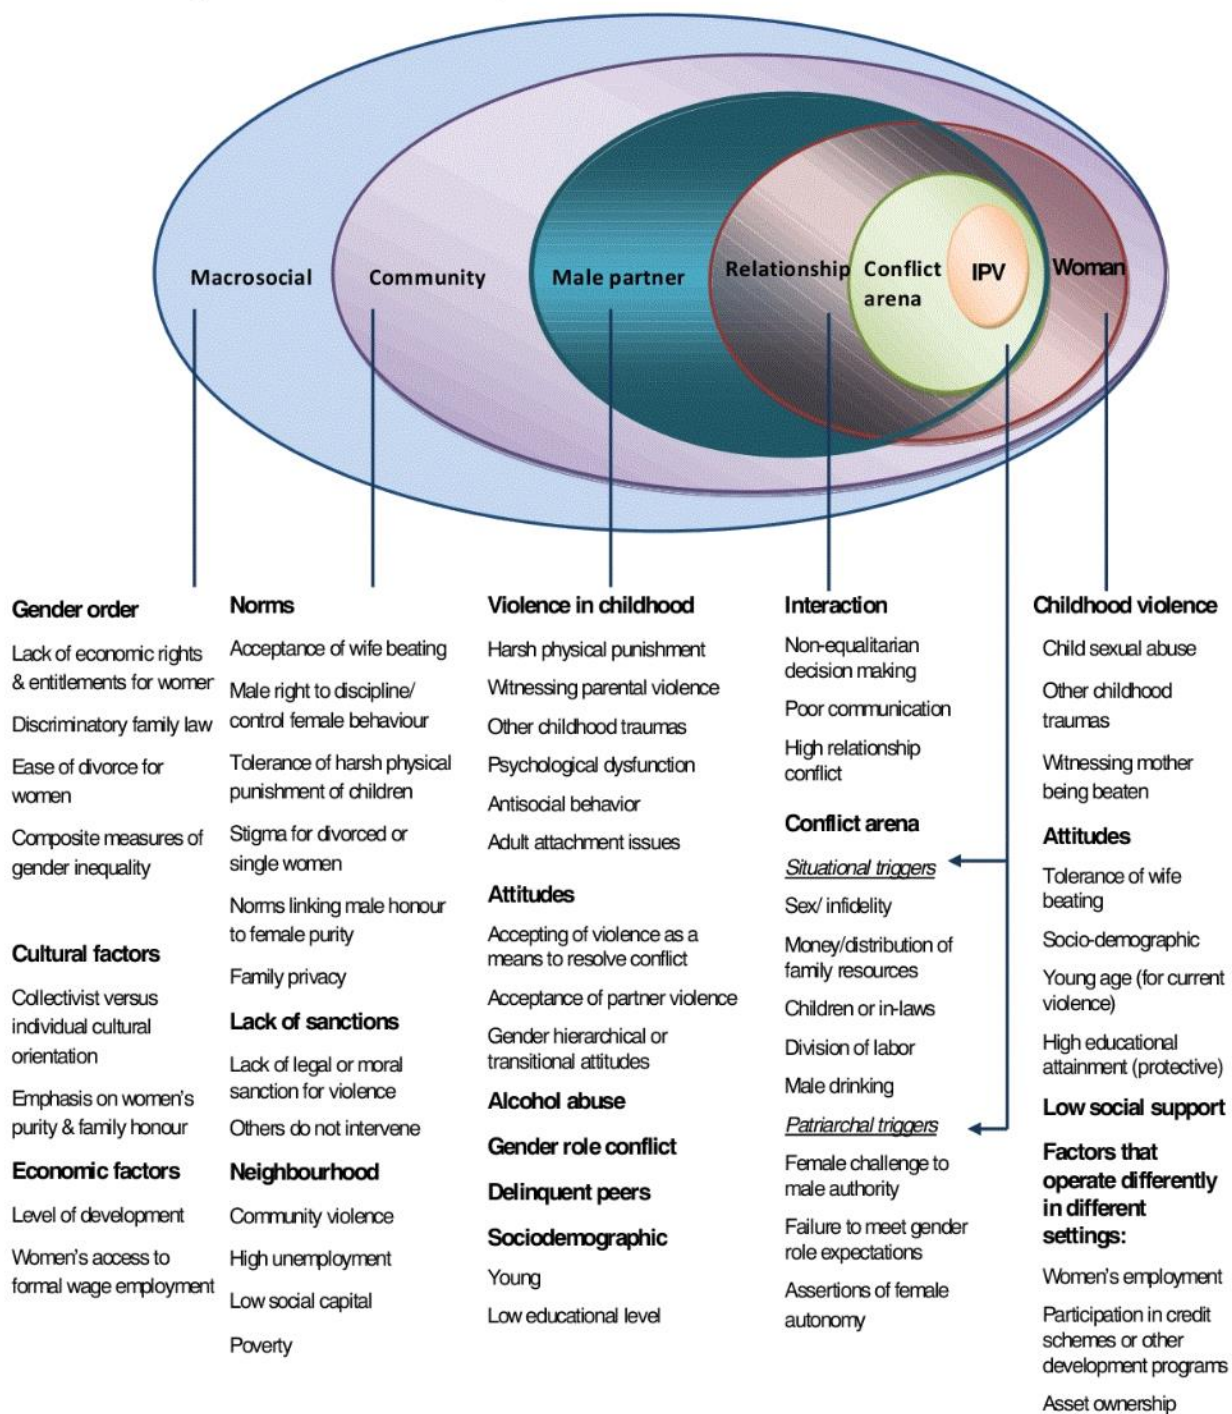 Macrosocial
Community
Male partner
Relationship
Conflict
arena
IPV
Woman
Gender order
Lack of economic rights
& entitlements for women
Discriminatory family law
Ease of divorce for
women
Composite measures of
gender inequality
Cultural factors
Collectivist versus
individual cultural
orientation
Emphasis on women's
purity & family honour
Economic factors
Level of development
Women's access to
formal wage employment
Norms
Acceptance of wife beating
Male right to discipline/
control female behaviour
Tolerance of harsh physical
punishment of children
Stigma for divorced or
single women
Norms linking male honour
to female purity
Family privacy
Lack of sanctions
Lack of legal or moral
sanction for violence
Others do not intervene
Neighbourhood
Community violence
High unemployment
Low social capital
Poverty
Violence in childhood
Harsh physical punishment
Witnessing parental violence
Other childhood traumas
Psychological dysfunction
Antisocial behavior
Adult attachment issues
Attitudes
Accepting of violence as a
means to resolve conflict
Acceptance of partner violence
Gender hierarchical or
transitional attitudes
Alcohol abuse
Gender role conflict
Delinquent peers
Sociodemographic
Young
Low educational level
Interaction
Non-equalitarian
decision making
Poor communication
High relationship
conflict
Conflict arena
Situational triggers
Sex/ infidelity
Money/distribution of
family resources
Children or in-laws
Division of labor
Male drinking
Patriarchal triggers
Female challenge to
male authority
Failure to meet gender
role expectations
Assertions of female
autonomy
Childhood violence
Child sexual abuse
Other childhood
traumas
Witnessing mother
being beaten
Attitudes
Tolerance of wife
beating
Socio-demographic
Young age (for current
violence)
High educational
attainment (protective)
Low social support
Factors that
operate differently
in different
settings:
Women's employment
Participation in credit
schemes or other
development programs
Asset ownership